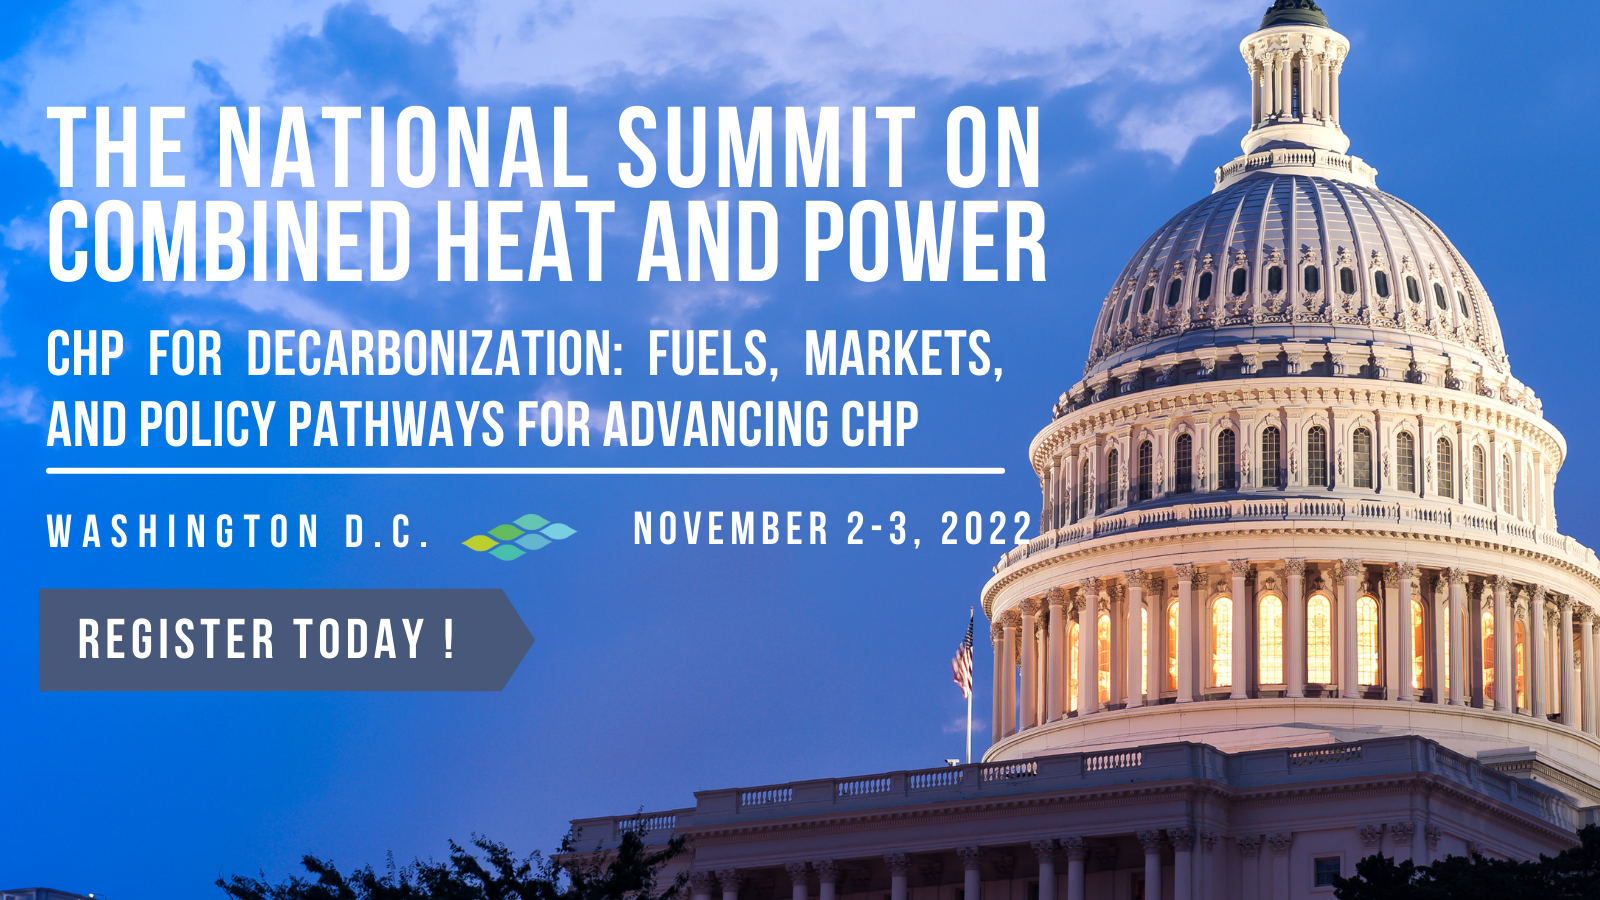 THE NATIONAL SUMMIT ON
COMBINED HEAT AND POWER
CHP FOR DECARBONIZATION: FUELS, MARKETS,
AND POLICY PATHWAYS FOR ADVANCING CHP
WASHINGTON D.C.
NOVEMBER 2-3, 2022
REGISTER TODAY !